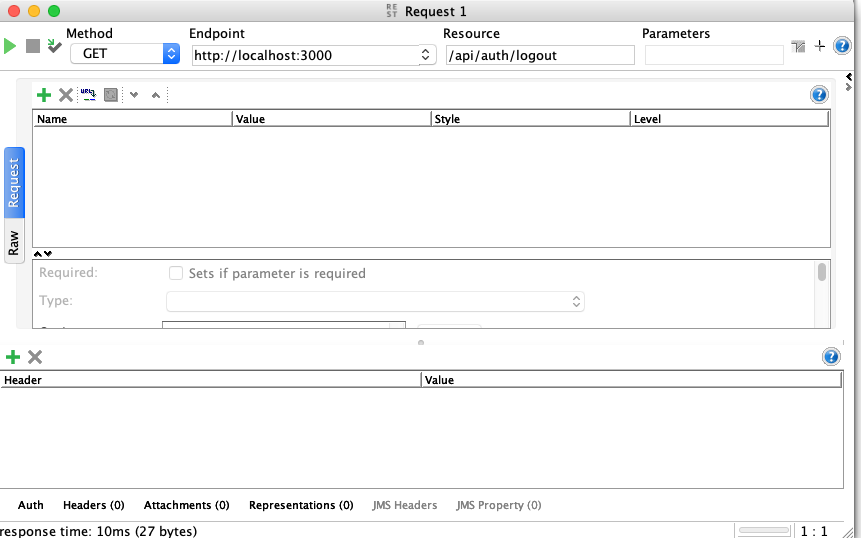 REST Request 1
Method Endpoint Resource Parameters
GET http://localhost:3000 /api/auth/logout
Name Value Style Level
Request
Raw
Required: Sets if parameter is required
Type:
Header Value
Auth Headers (0) Attachments (0) Representations (0) JMS Headers JMS Property (0)
response time: 10ms (27 bytes) 1 : 1